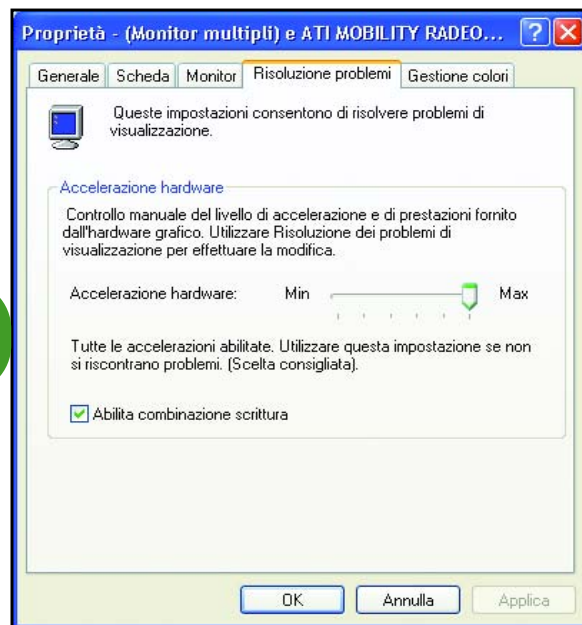 Proprietà - (Monitor multipli) e ATI MOBILITY RADEO...
Generale Scheda Monitor Risoluzione problemi Gestione colori
Queste impostazioni consentono di risolvere problemi di
visualizzazione.
Accelerazione hardware
Controllo manuale del livello di accelerazione e di prestazioni fornito
dall'hardware grafico. Utilizzare Risoluzione dei problemi di
visualizzazione per effettuare la modifica.
Accelerazione hardware: Min Max
Tutte le accelerazioni abilitate. Utilizzare questa impostazione se non
si riscontrano problemi. (Scelta consigliata).
Abilita combinazione scrittura
OK Annulla Applica